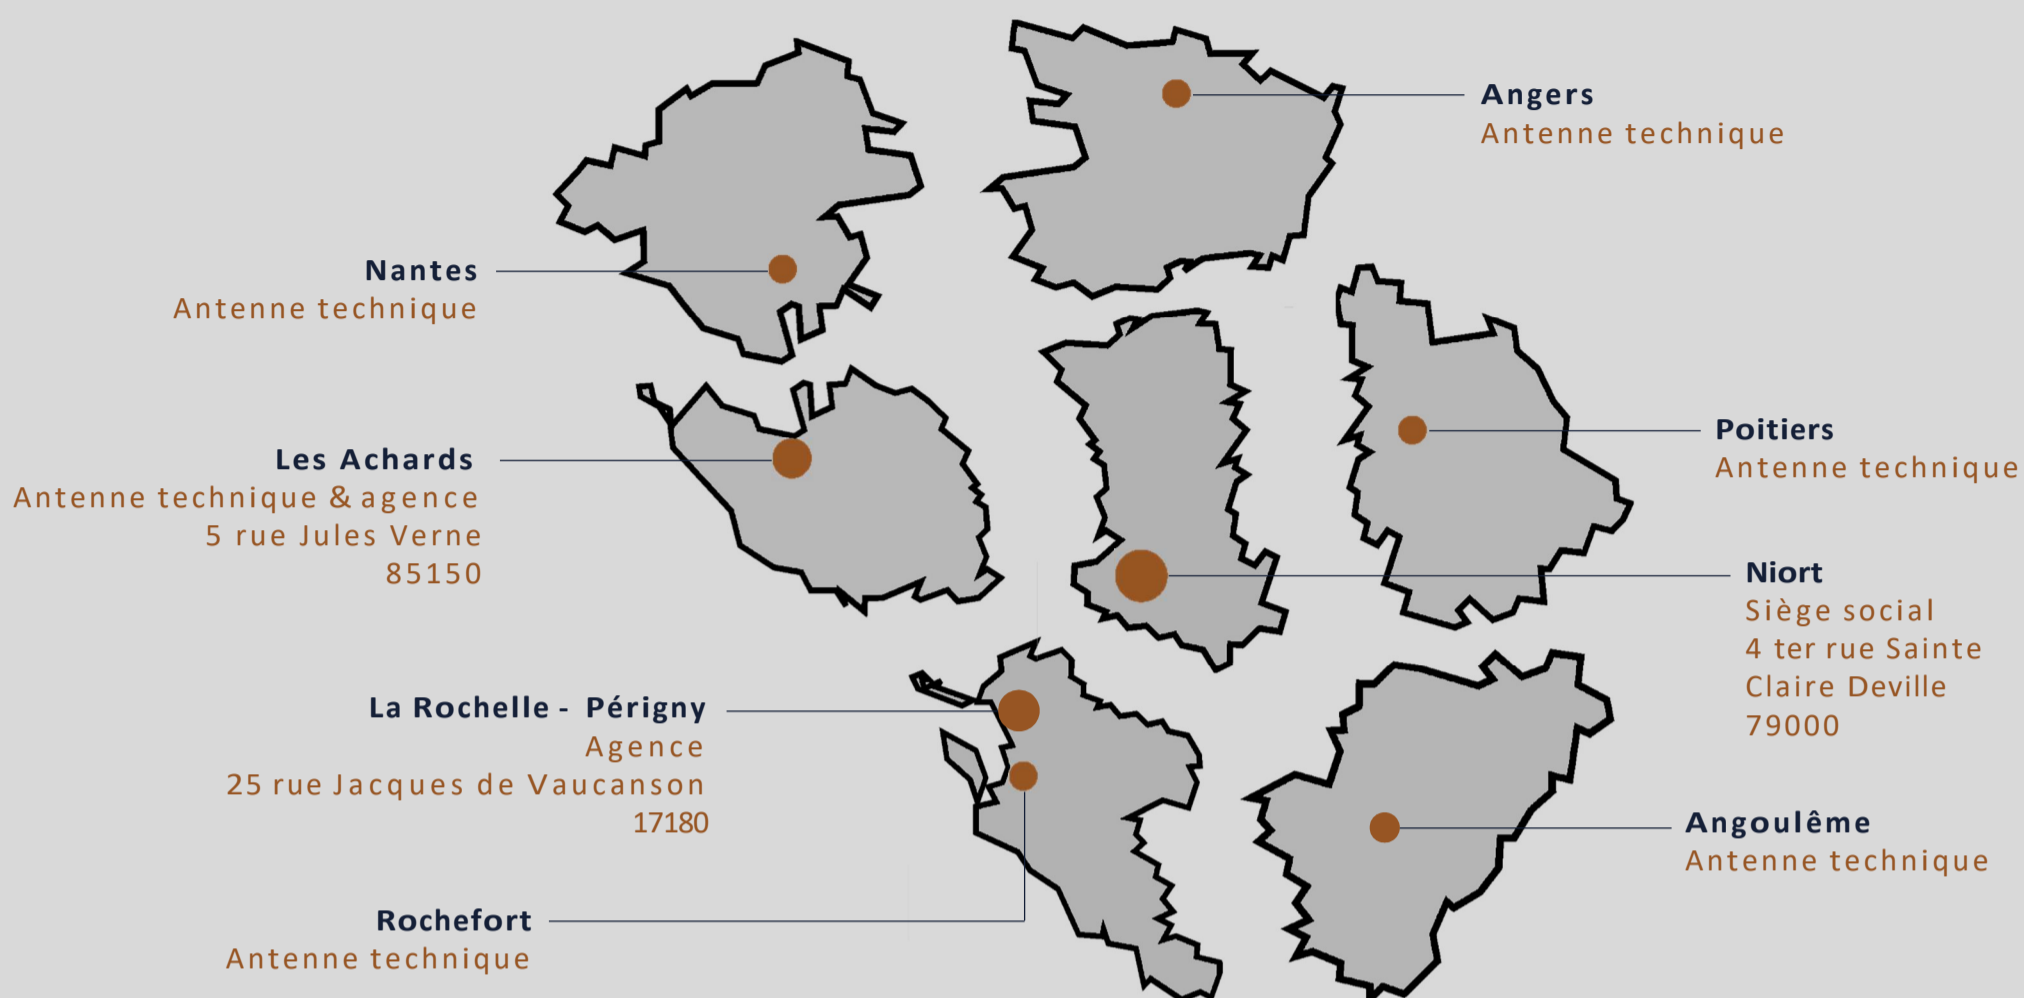 Angers
Antenne technique
Nantes
Antenne technique
Les Achards
Antenne technique & agence
5 rue Jules Verne
85150
Poitiers
Antenne technique
Niort
Siège social
4 ter rue Sainte
Claire Deville
79000
La Rochelle - Périgny
Agence
25 rue Jacques de Vaucanson
17180
Angoulême
Antenne technique
Rochefort
Antenne technique